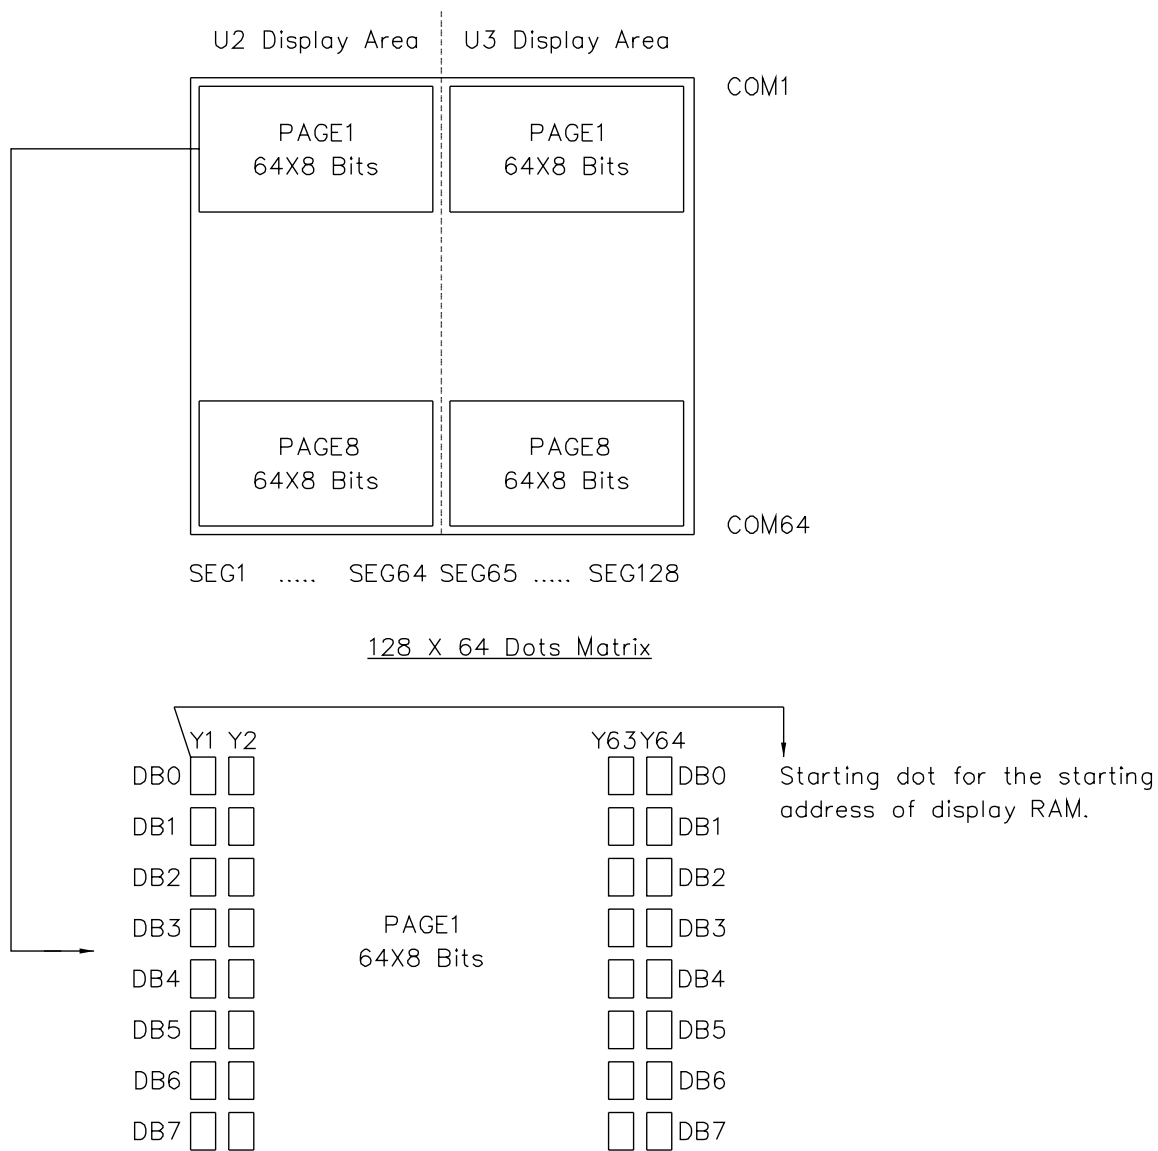 U2 Display Area U3 Display Area
COM1
PAGE1 PAGE1
64X8 Bits 64X8 Bits
PAGE8 PAGE8
64X8 Bits 64X8 Bits
COM64
SEG1 ..... SEG64 SEG65 ..... SEG128
128 X 64 Dots Matrix
Y1 Y2 Y63 Y64
DB0 DB0 Starting dot for the starting
address of display RAM.
DB1 DB1
DB2 DB2
DB3 PAGE1 DB3
64X8 Bits
DB4 DB4
DB5 DB5
DB6 DB6
DB7 DB7